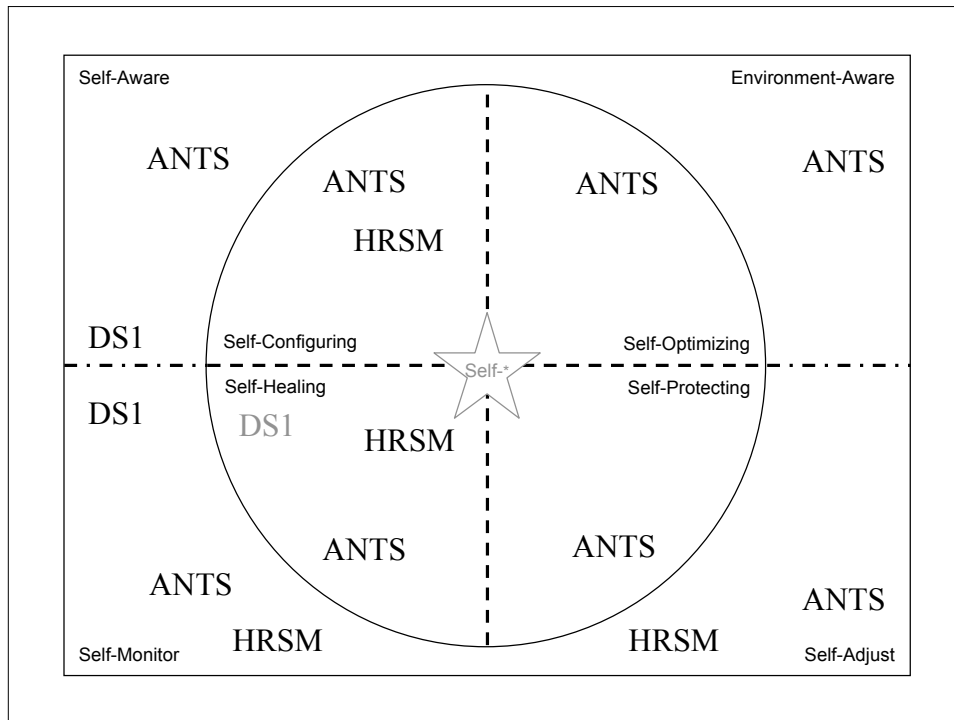 Self-Aware
Environment-Aware
ANTS
ANTS
ANTS
ANTS
HRSM
DS1
Self-Configuring
Self-Optimizing
Self-*
Self-Healing
Self-Protecting
DS1
DS1
HRSM
ANTS
ANTS
ANTS
ANTS
HRSM
HRSM
Self-Monitor
Self-Adjust